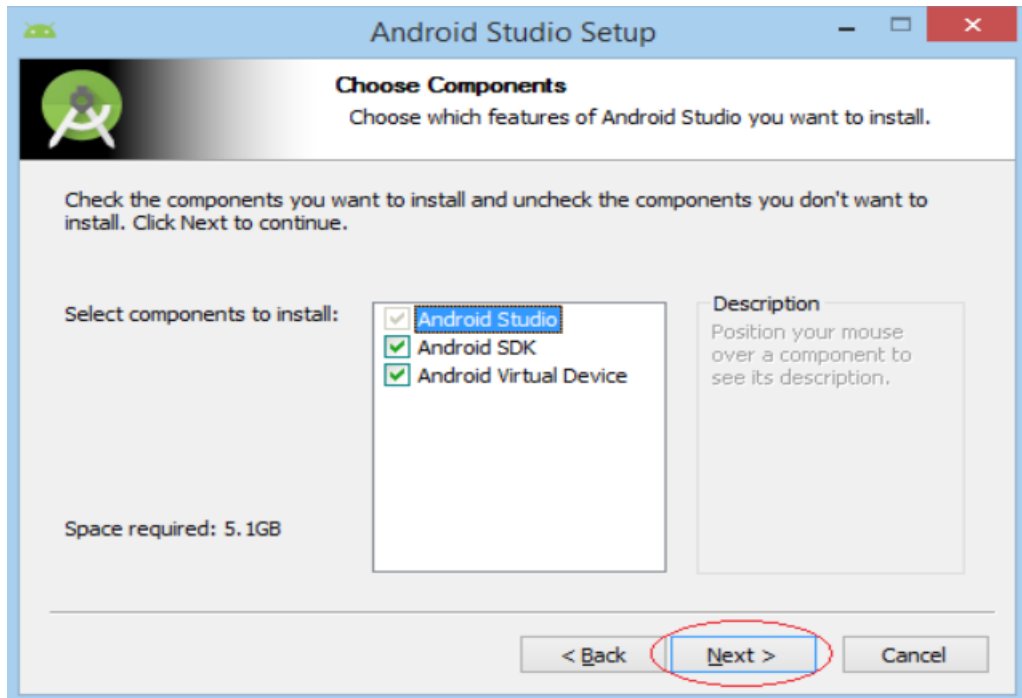 Android Studio Setup
Choose Components
Choose which features of Android Studio you want to install.
Check the components you want to install and uncheck the components you don't want to
install. Click Next to continue.
Select components to install:
Android Studio
Android SDK
Android Virtual Device
Description
Position your mouse
over a component to
see its description.
Space required: 5.1GB
< Back
Next >
Cancel